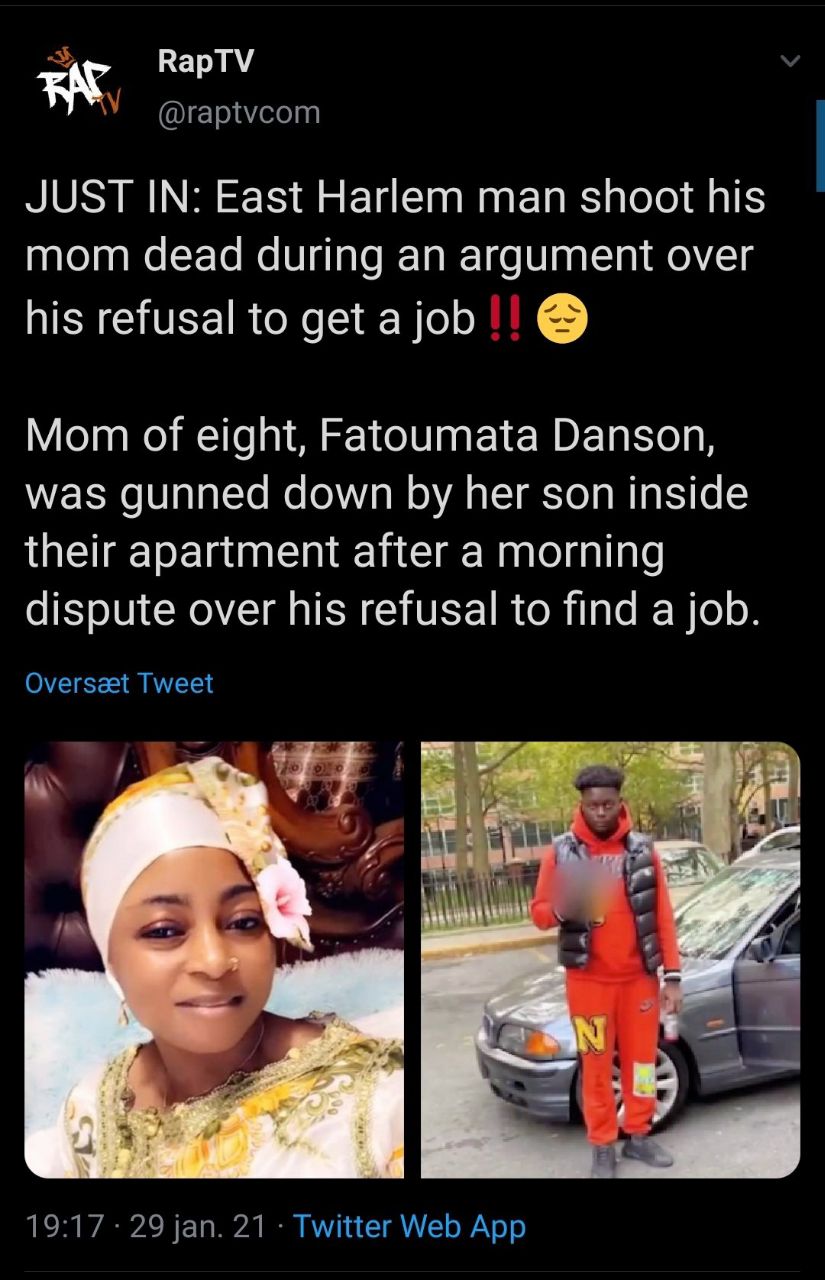 RAP TV
RapTV
@raptvcom
JUST IN: East Harlem man shoot his
mom dead during an argument over
his refusal to get a job‼️😔
Mom of eight, Fatoumata Danson,
was gunned down by her son inside
their apartment after a morning
dispute over his refusal to find a job.
Oversæt Tweet
N
19:17 · 29 jan. 21 · Twitter Web App